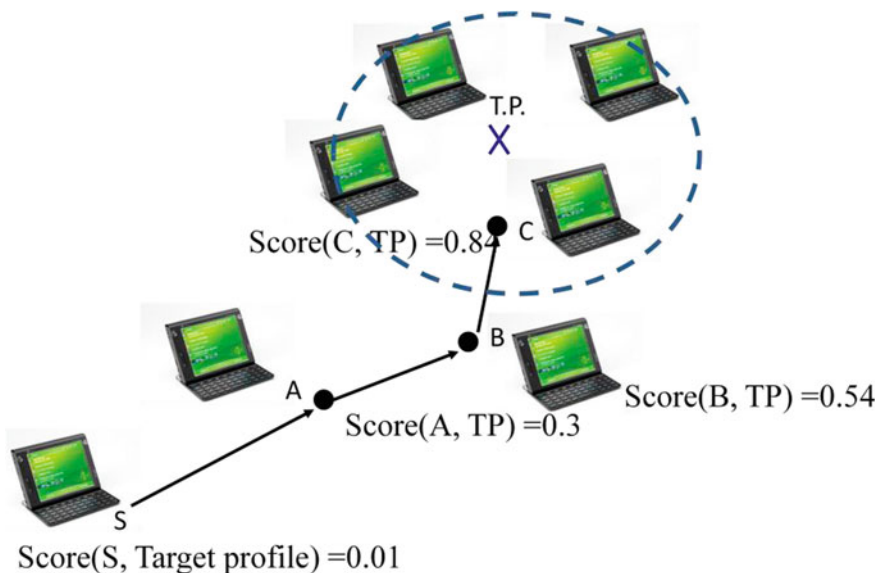 T.P.
X
C
Score(C, TP) =0.84
B
A
Score(B, TP) =0.54
Score(A, TP) =0.3
S
Score(S, Target profile) =0.01